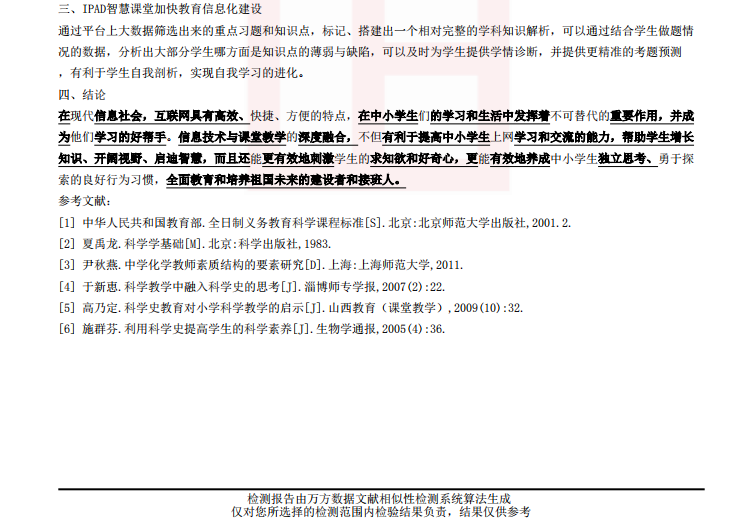 三、IPAD智慧课堂加快教育信息化建设
通过平台上大数据筛选出来的重点习题和知识点，标记、搭建出一个相对完整的学科知识解析，可以通过结合学生做题情
况的数据，分析出大部分学生哪方面是知识点的薄弱与缺陷，可以及时为学生提供学情诊断，并提供更精准的考题预测
，有利于学生自我剖析，实现自我学习的进化。
四、结论
在现代信息社会，互联网具有高效、快捷、方便的特点，在中小学生们的学习和生活中发挥着不可替代的重要作用，并成
为他们学习的好帮手。信息技术与课堂教学的深度融合，不但有利于提高中小学生上网学习和交流的能力，帮助学生增长
知识、开阔视野、启迪智慧，而且还能更有效地刺激学生的求知欲和好奇心，更能有效地养成中小学生独立思考、勇于探
索的良好行为习惯，全面教育和培养祖国未来的建设者和接班人。
参考文献：
[1] 中华人民共和国教育部.全日制义务教育科学课程标准[S].北京:北京师范大学出版社,2001.2.
[2] 夏禹龙.科学学基础[M].北京:科学出版社,1983.
[3] 尹秋燕.中学化学教师素质结构的要素研究[D].上海:上海师范大学,2011.
[4] 于新惠.科学教学中融入科学史的思考[J].淄博师专学报,2007(2):22.
[5] 高乃定.科学史教育对小学科学教学的启示[J].山西教育（课堂教学）,2009(10):32.
[6] 施群芬.利用科学史提高学生的科学素养[J].生物学通报,2005(4):36.
检测报告由万方数据文献相似性检测系统算法生成
仅对您所选择的检测范围内检验结果负责，结果仅供参考